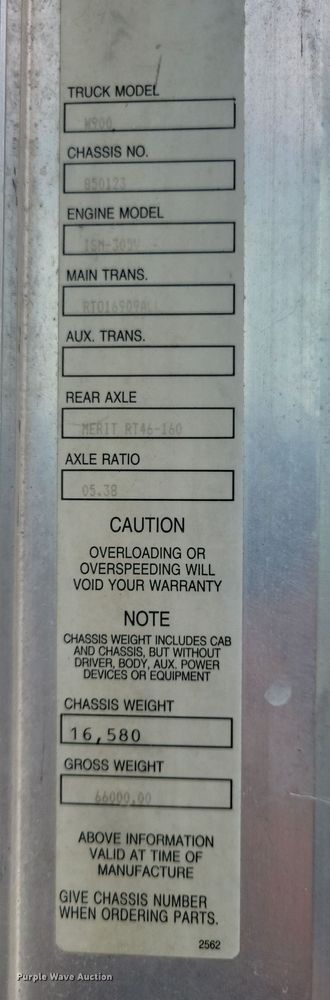 TRUCK MODEL
W900
CHASSIS NO.
850123
ENGINE MODEL
ISM-305V
MAIN TRANS.
RTO16909ALL
AUX. TRANS.
REAR AXLE
MERIT RT46-160
AXLE RATIO
05.38
CAUTION
OVERLOADING OR
OVERSPEEDING WILL
VOID YOUR WARRANTY
NOTE
CHASSIS WEIGHT INCLUDES CAB
AND CHASSIS, BUT WITHOUT
DRIVER, BODY, AUX. POWER
DEVICES OR EQUIPMENT
CHASSIS WEIGHT
16,580
GROSS WEIGHT
66000.00
ABOVE INFORMATION
VALID AT TIME OF
MANUFACTURE
GIVE CHASSIS NUMBER
WHEN ORDERING PARTS.
2562
Purple Wave Auction